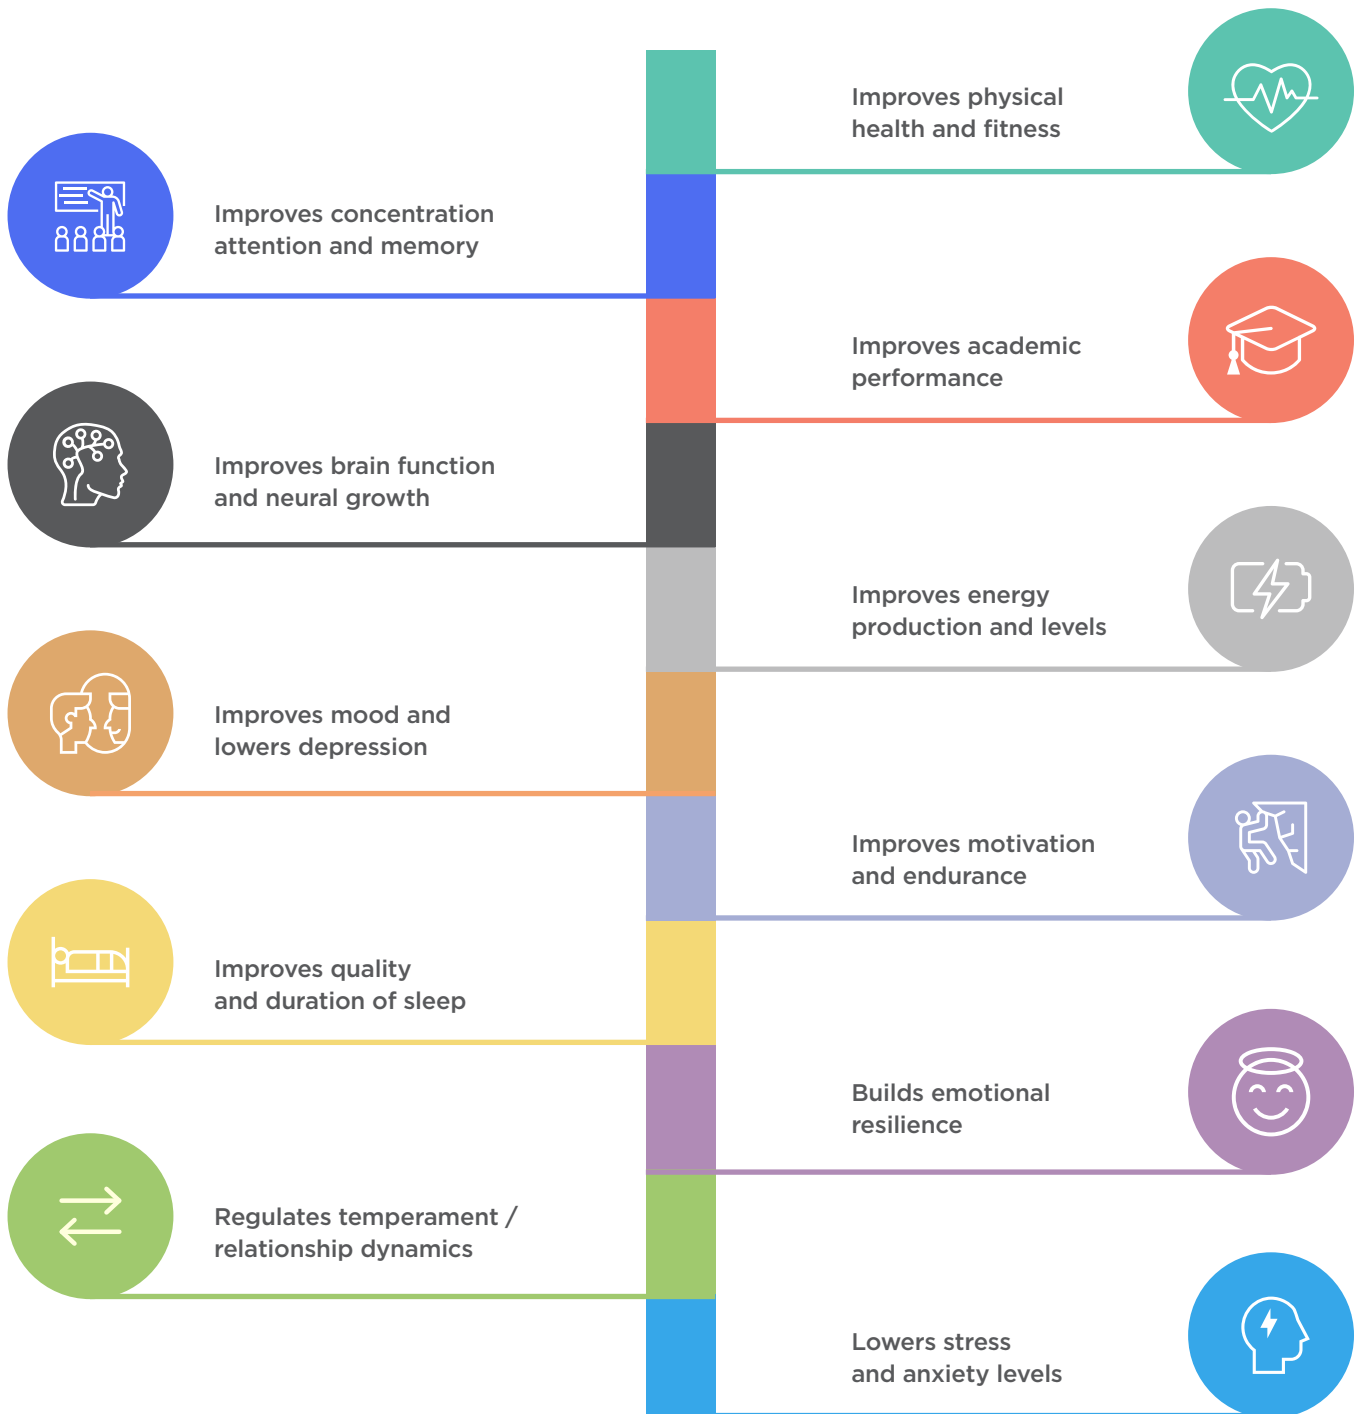 Improves physical
health and fitness
Improves concentration
attention and memory
Improves academic
performance
Improves brain function
and neural growth
Improves energy
production and levels
Improves mood and
lowers depression
Improves motivation
and endurance
Improves quality
and duration of sleep
Builds emotional
resilience
Regulates temperament /
relationship dynamics
Lowers stress
and anxiety levels